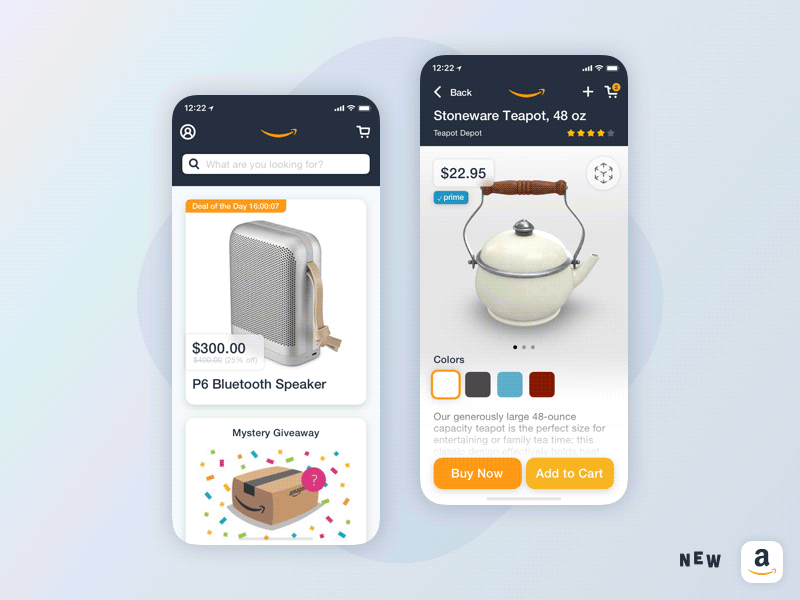 12:22
What are you looking for?
Deal of the Day 16:00:07
$300.00
$400.00 (25% off)
P6 Bluetooth Speaker
Mystery Giveaway
?
amazon
12:22
Back
2
Stoneware Teapot, 48 oz
Teapot Depot
$22.95
prime
Colors
Our generously large 48-ounce
capacity teapot is the perfect size for
entertaining or family tea time; this
classic design effectively holds heat
Buy Now
Add to Cart
NEW
a